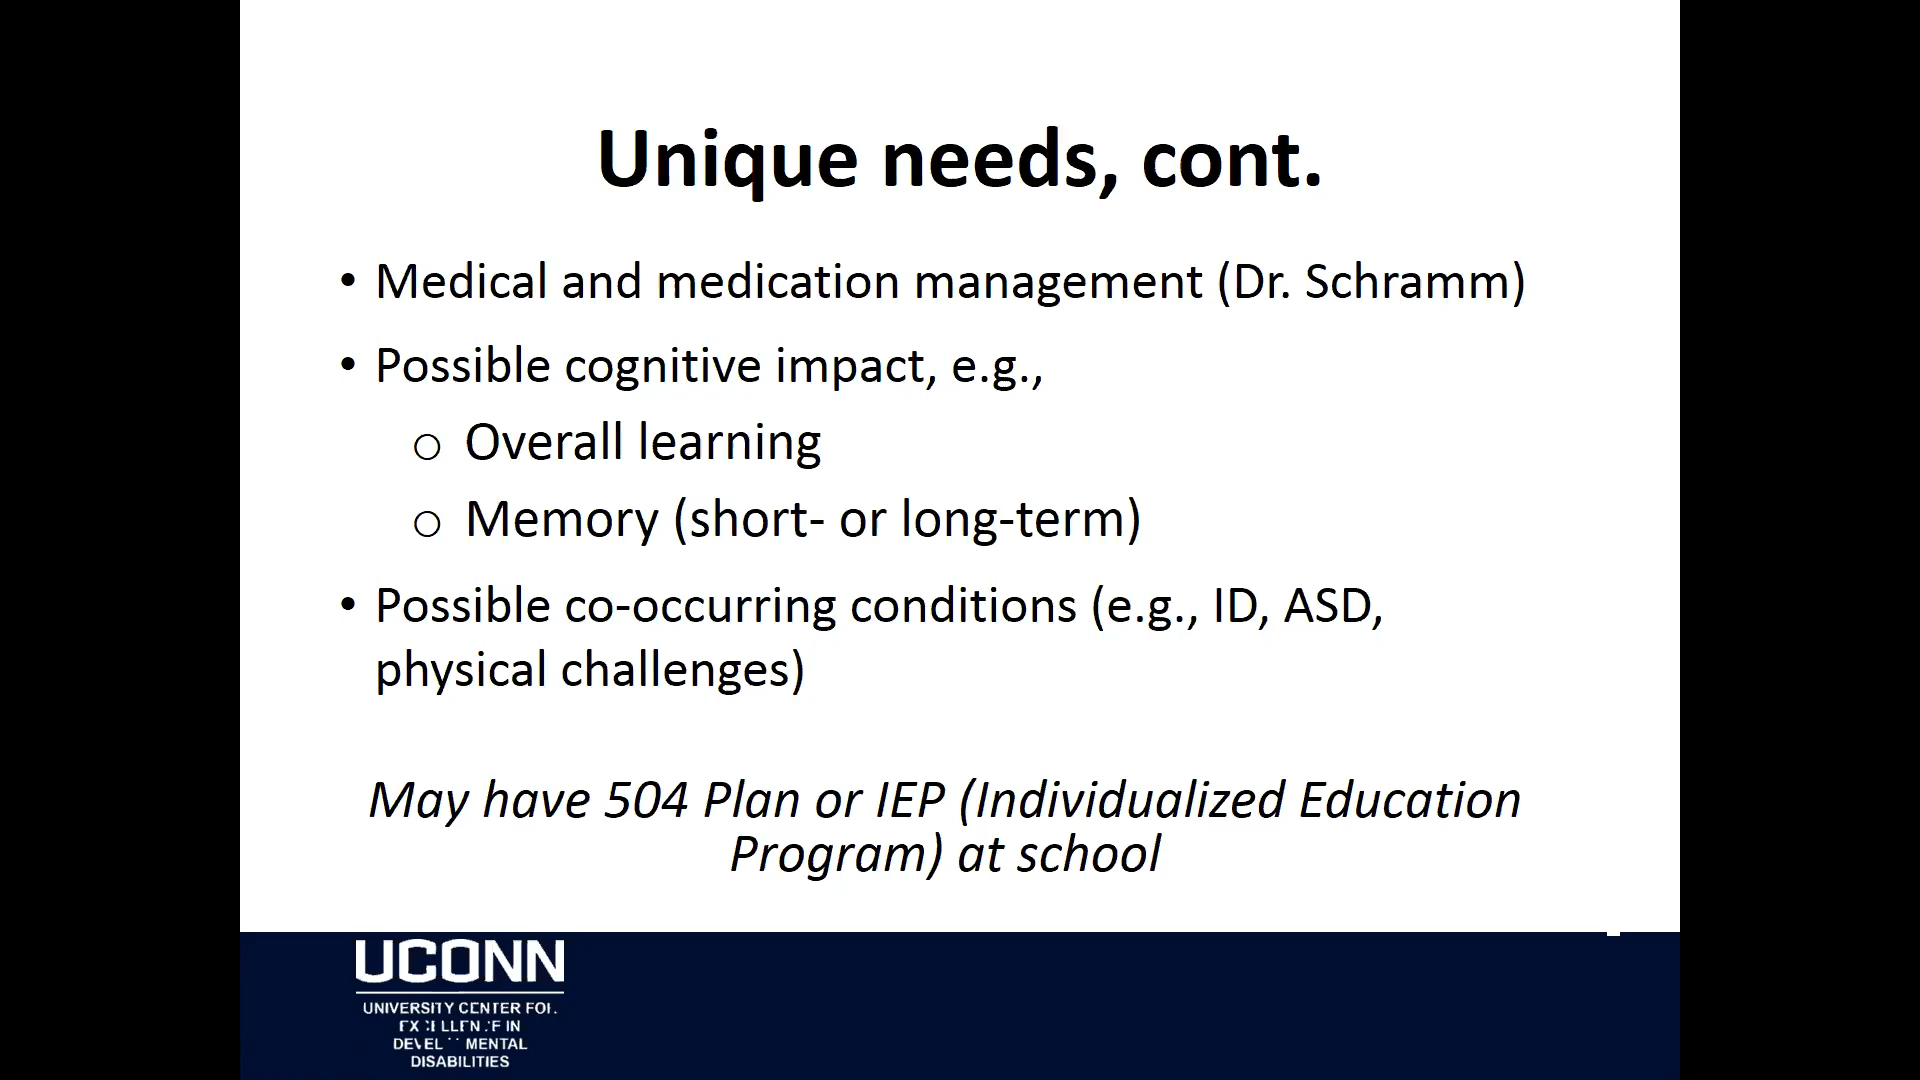 Unique needs, cont.
• Medical and medication management (Dr. Schramm)
• Possible cognitive impact, e.g.,
o Overall learning
o Memory (short- or long-term)
• Possible co-occurring conditions (e.g., ID, ASD,
physical challenges)
May have 504 Plan or IEP (Individualized Education
Program) at school
UCONN
UNIVERSITY CENTER FOR
EXCELLENCE IN
DEVELOPMENTAL
DISABILITIES